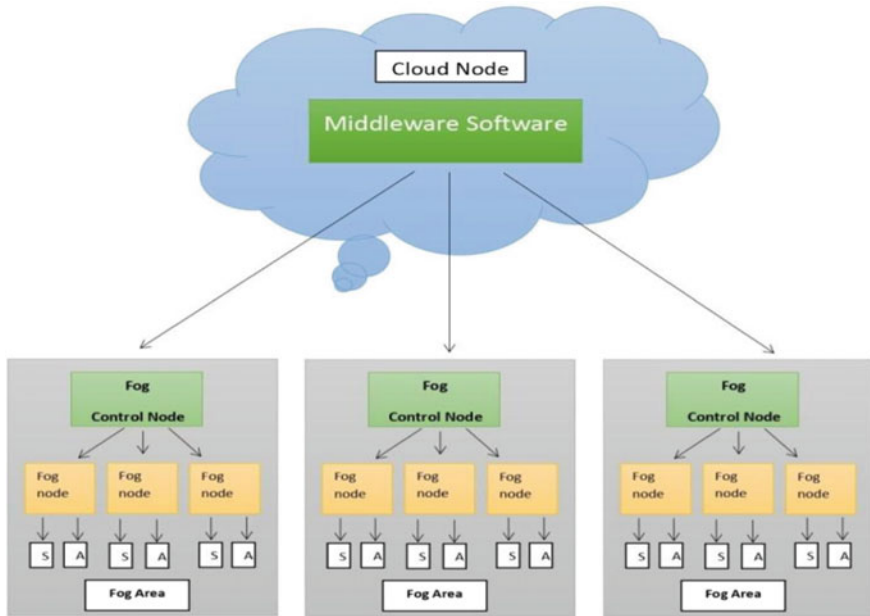 Cloud Node
Middleware Software
Fog
Control Node
Fog
node
Fog
node
Fog
node
S
A
S
A
S
A
Fog Area
Fog
Control Node
Fog
node
Fog
node
Fog
node
S
A
S
A
S
A
Fog Area
Fog
Control Node
Fog
node
Fog
node
Fog
node
S
A
S
A
S
A
Fog Area